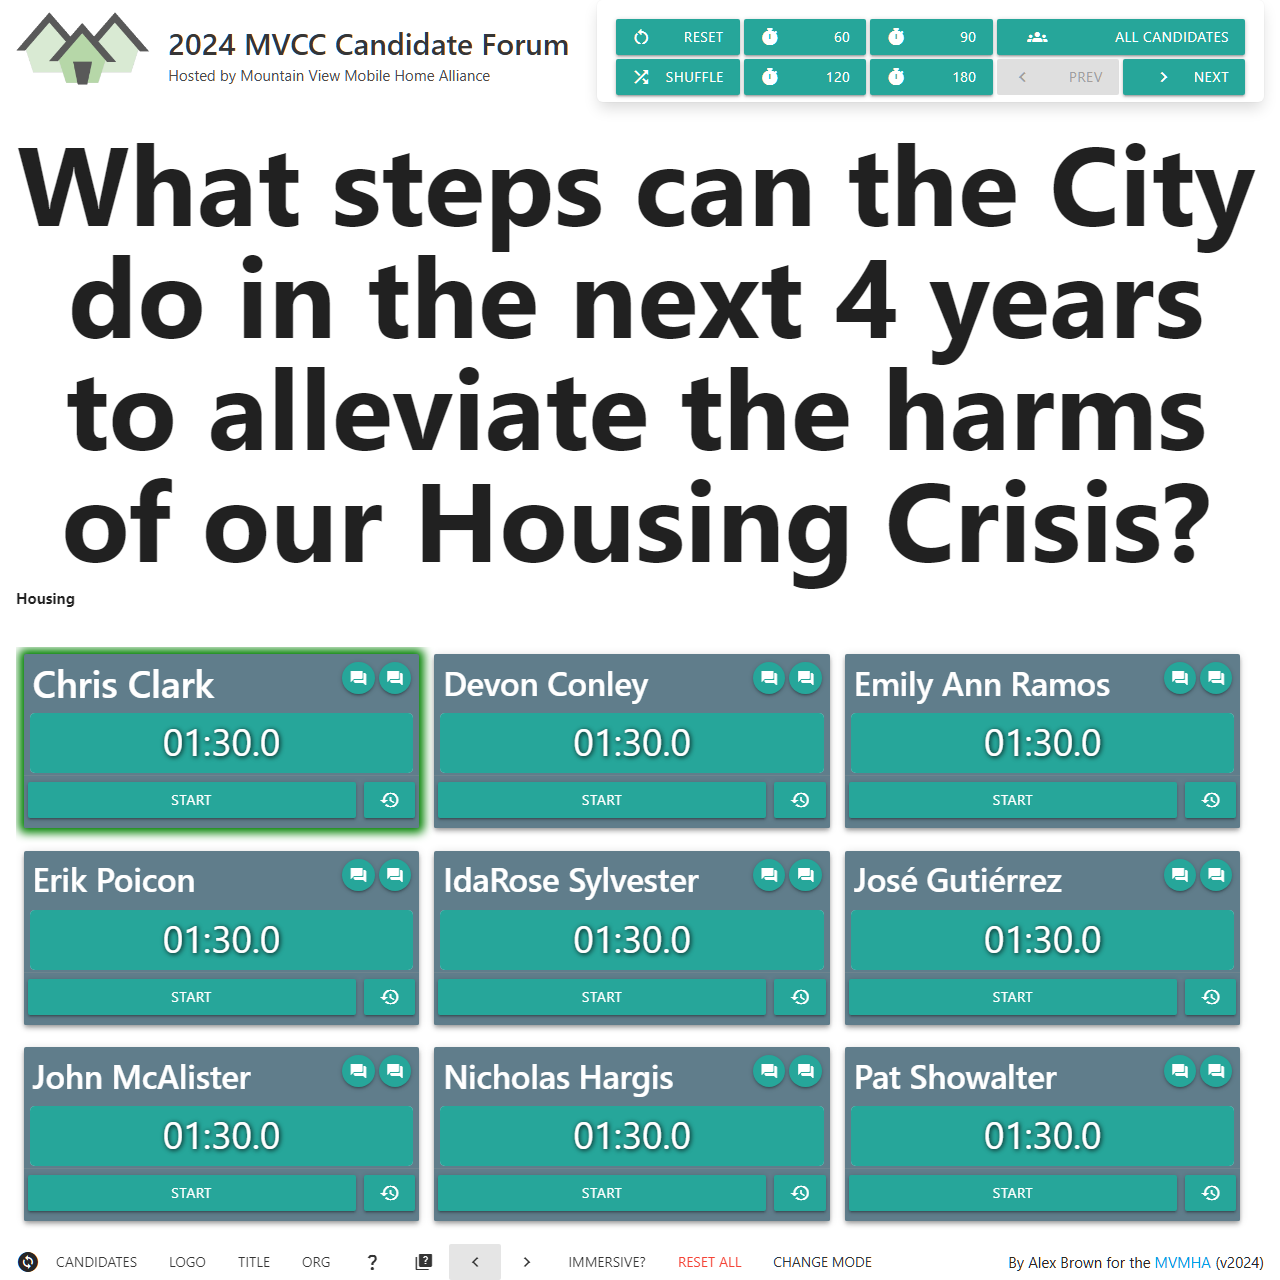 2024 MVCC Candidate Forum
Hosted by Mountain View Mobile Home Alliance
RESET 60 90 ALL CANDIDATES
SHUFFLE 120 180 PREV NEXT
What steps can the City
do in the next 4 years
to alleviate the harms
of our Housing Crisis?
Housing
Chris Clark Devon Conley Emily Ann Ramos
01:30.0 01:30.0 01:30.0
START START START
Erik Poicon IdaRose Sylvester José Gutiérrez
01:30.0 01:30.0 01:30.0
START START START
John McAlister Nicholas Hargis Pat Showalter
01:30.0 01:30.0 01:30.0
START START START
CANDIDATES LOGO TITLE ORG ? IMMERSIVE? RESET ALL CHANGE MODE By Alex Brown for the MVMHA (v2024)